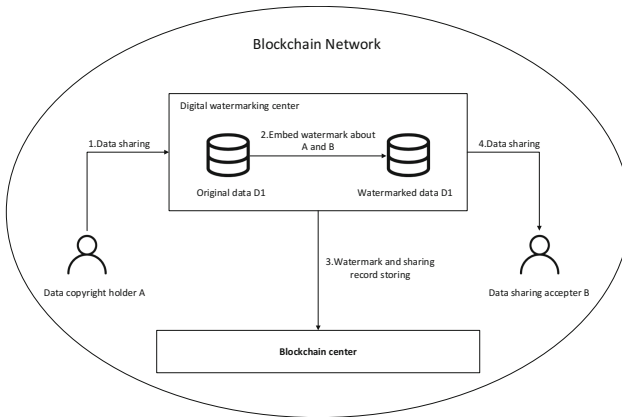 Blockchain Network
Digital watermarking center
1.Data sharing
2.Embed watermark about
A and B
4.Data sharing
Original data D1
Watermarked data D1
3.Watermark and sharing
record storing
Data copyright holder A
Data sharing accepter B
Blockchain center